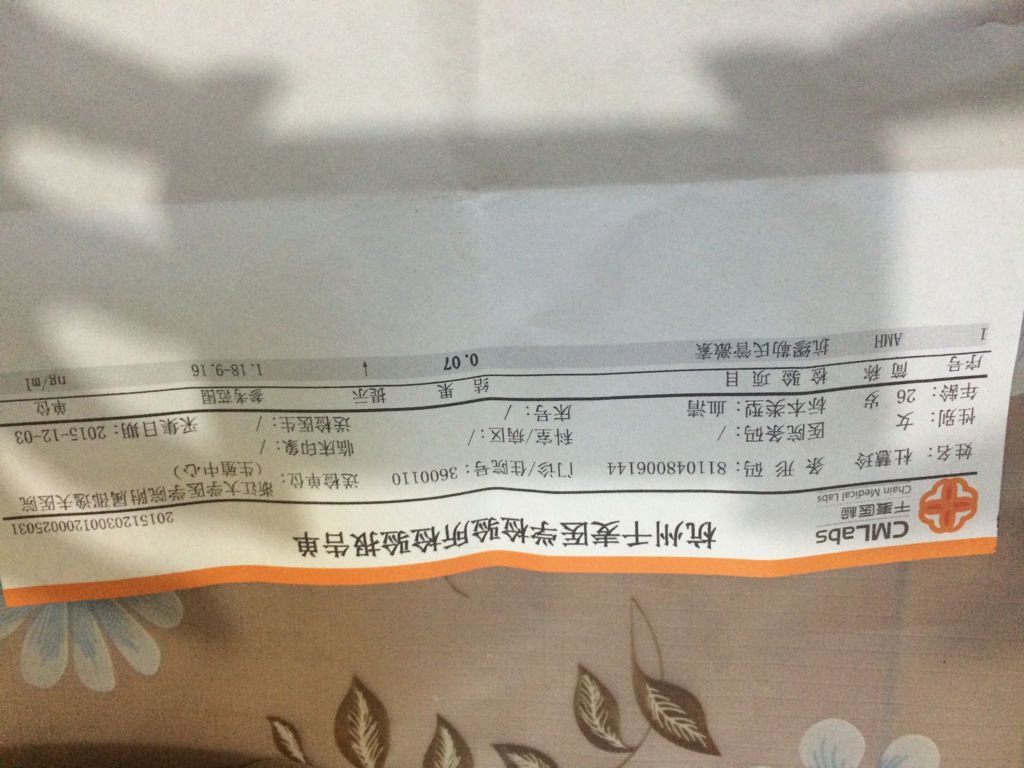 CMLabs
千麦医检
Chain Medical Labs
杭州千麦医学检验所检验报告单
20151203001200025031
姓名: 杜慧玲 条形码: 811048006144 门诊/住院号: 3600110 送检单位: 浙江大学医学院附属邵逸夫医院(生殖中心)
性别: 女 医院条码: / 科室/病区: / 临床印象: /
年龄: 26 岁 标本类型: 血清 床号: / 送检医生: / 采集日期: 2015-12-03
序号 简称 检验项目 结果 提示 参考范围 单位
1 AMH 抗缪勒氏管激素 0.07 ↓ 1.18-9.16 ng/ml